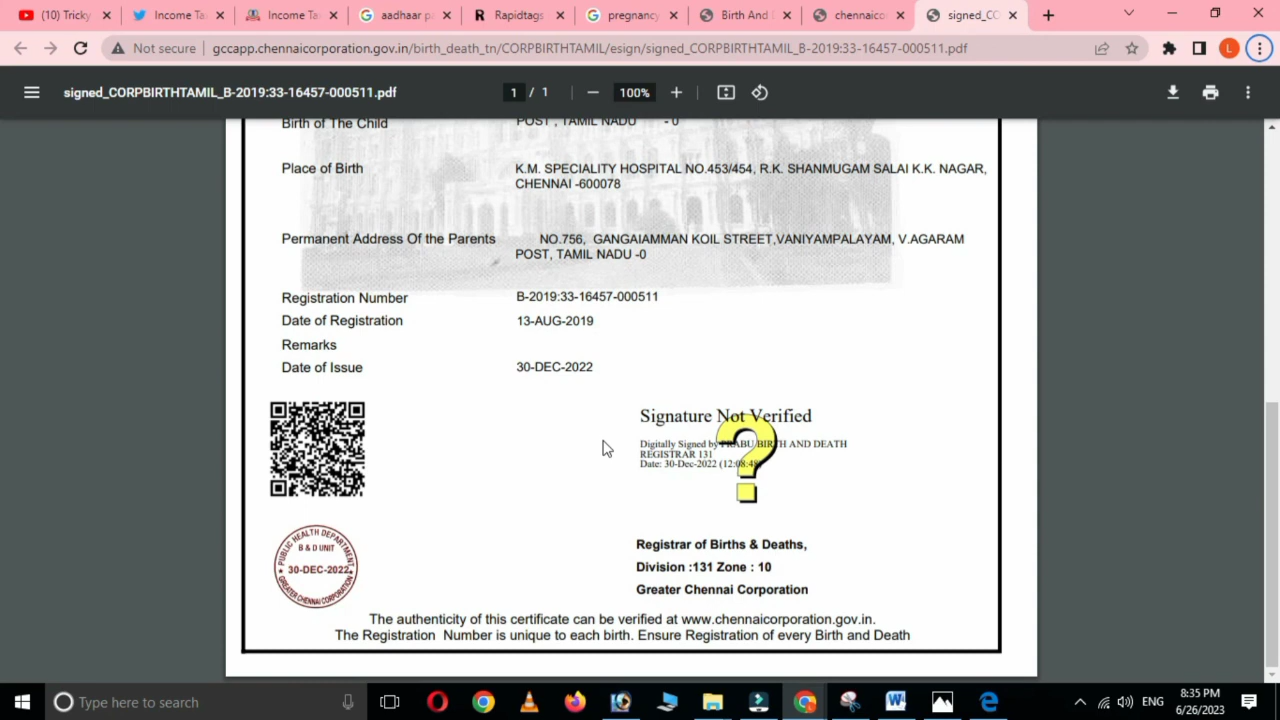 (10) Tricky
Income Ta
Income Ta
aadhaar p
Rapidtags
pregnancy
Birth And
chennaico
signed_CO
Not secure
gccapp.chennaicorporation.gov.in/birth_death_tn/CORPBIRTHTAMIL/esign/signed_CORPBIRTHTAMIL_B-2019:33-16457-000511.pdf
L
signed_CORPBIRTHTAMIL_B-2019:33-16457-000511.pdf
1 / 1
100%
Birth of The Child
POST , TAMIL NADU - 0
Place of Birth
K.M. SPECIALITY HOSPITAL NO.453/454, R.K. SHANMUGAM SALAI K.K. NAGAR,
CHENNAI -600078
Permanent Address Of the Parents
NO.756, GANGAIAMMAN KOIL STREET,VANIYAMPALAYAM, V.AGARAM
POST, TAMIL NADU -0
Registration Number
B-2019:33-16457-000511
Date of Registration
13-AUG-2019
Remarks
Date of Issue
30-DEC-2022
Signature Not Verified
Digitally Signed by PRABU BIRTH AND DEATH
REGISTRAR 131
Date: 30-Dec-2022 (12:08:48)
PUBLIC HEALTH DEPARTMENT
B & D UNIT
30-DEC-2022
GREATER CHENNAI CORPORATION
Registrar of Births & Deaths,
Division :131 Zone : 10
Greater Chennai Corporation
The authenticity of this certificate can be verified at www.chennaicorporation.gov.in.
The Registration Number is unique to each birth. Ensure Registration of every Birth and Death
Type here to search
ENG
8:35 PM
6/26/2023